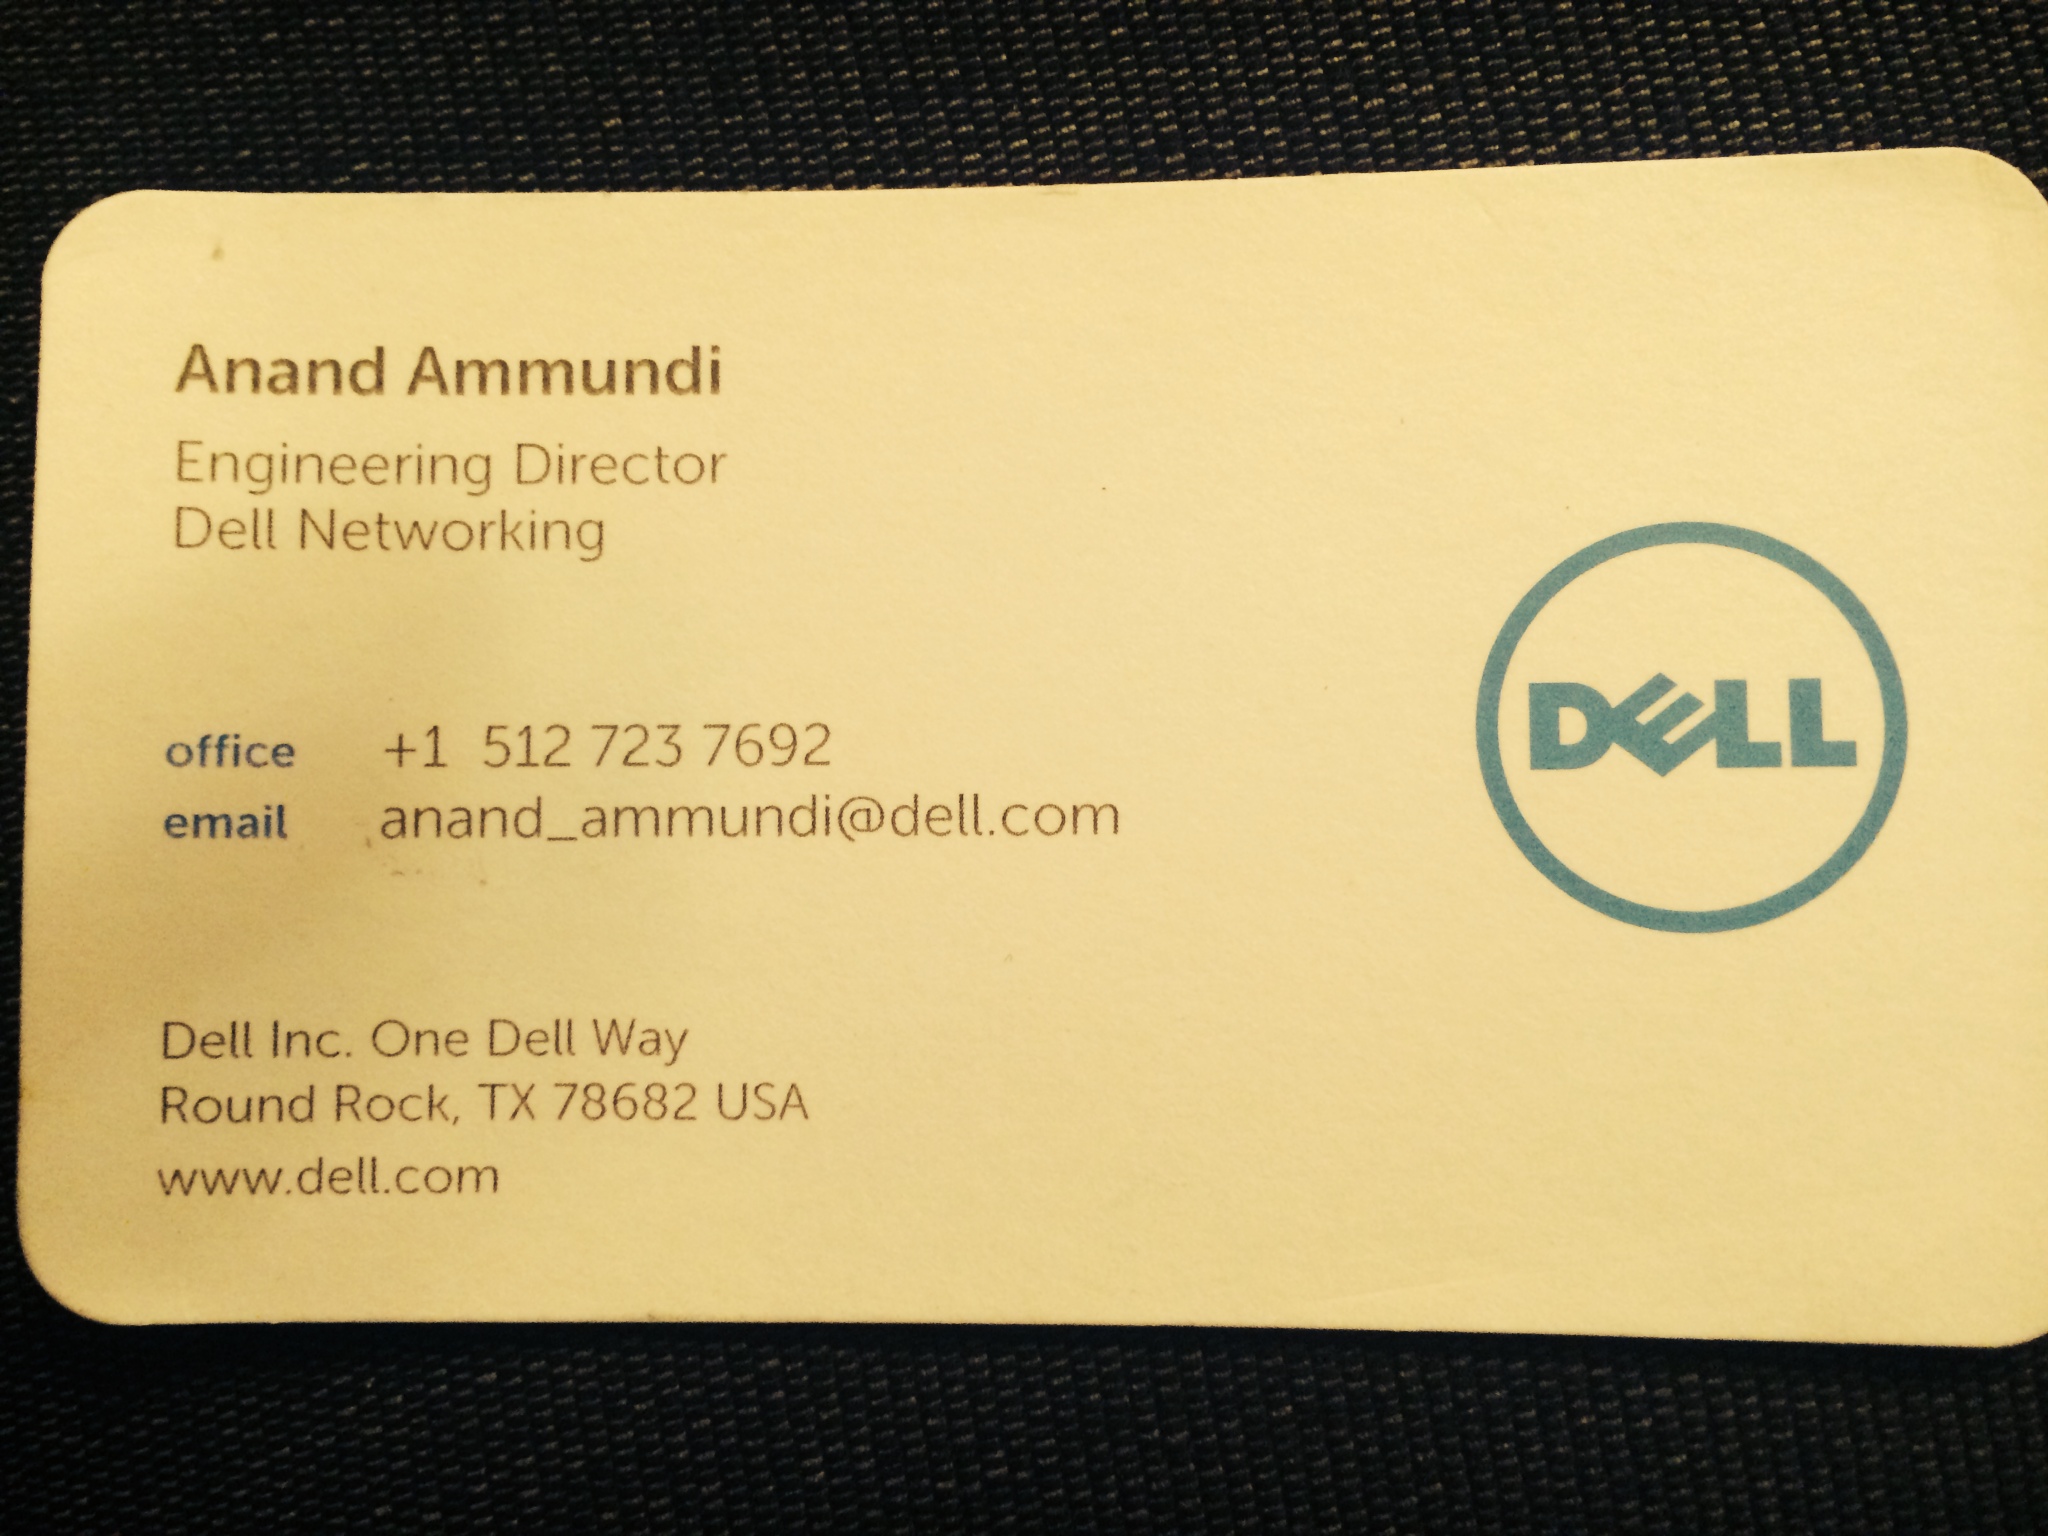 Anand Ammundi
Engineering Director
Dell Networking
office +1 512 723 7692
email anand_ammundi@dell.com
DELL
Dell Inc. One Dell Way
Round Rock, TX 78682 USA
www.dell.com